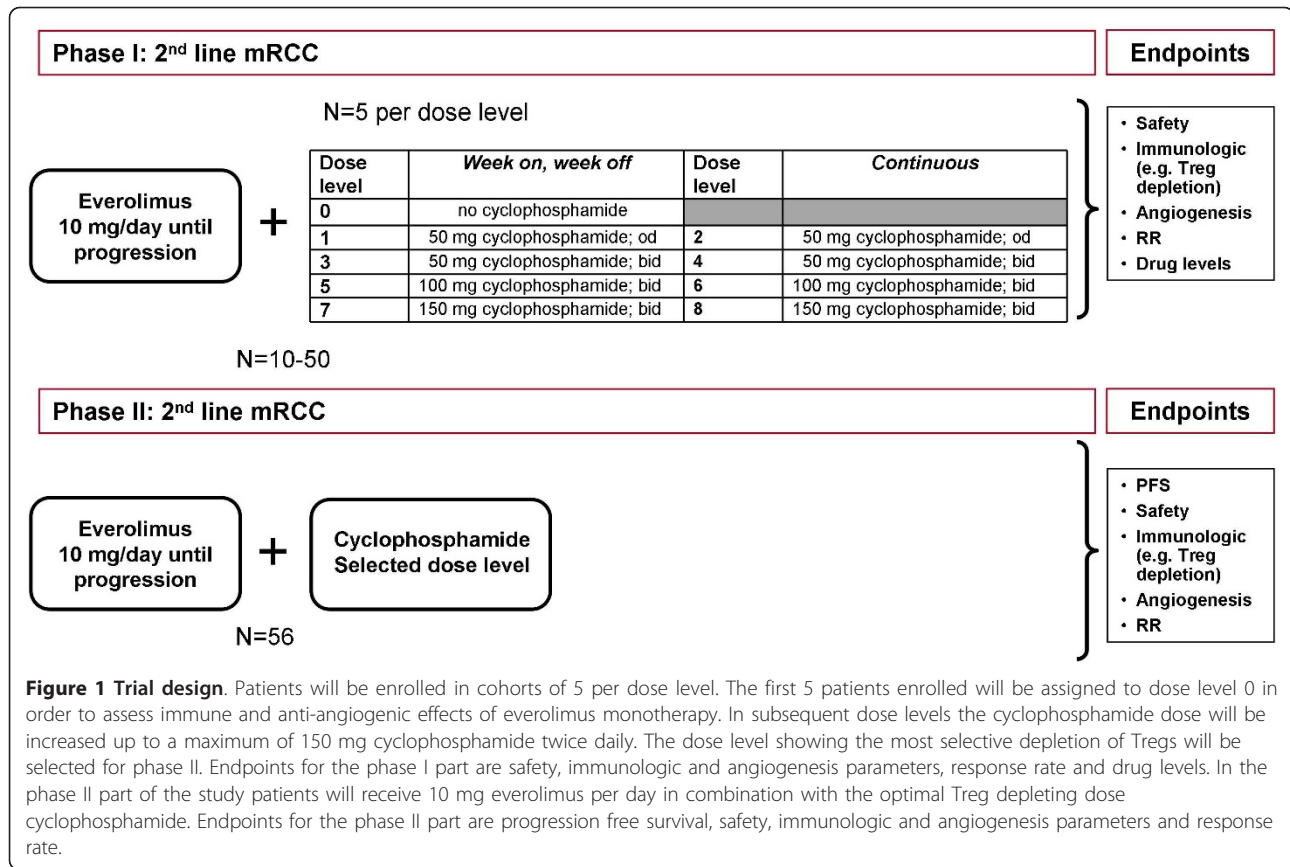 Phase I: 2nd line mRCC
Endpoints
N=5 per dose level
Everolimus
10 mg/day until
progression
+
Dose level | Week on, week off | Dose level | Continuous
0 | no cyclophosphamide
1 | 50 mg cyclophosphamide; od | 2 | 50 mg cyclophosphamide; od
3 | 50 mg cyclophosphamide; bid | 4 | 50 mg cyclophosphamide; bid
5 | 100 mg cyclophosphamide; bid | 6 | 100 mg cyclophosphamide; bid
7 | 150 mg cyclophosphamide; bid | 8 | 150 mg cyclophosphamide; bid
• Safety
• Immunologic
(e.g. Treg
depletion)
• Angiogenesis
• RR
• Drug levels
N=10-50
Phase II: 2nd line mRCC
Endpoints
Everolimus
10 mg/day until
progression
+
Cyclophosphamide
Selected dose level
• PFS
• Safety
• Immunologic
(e.g. Treg
depletion)
• Angiogenesis
• RR
N=56
Figure 1 Trial design. Patients will be enrolled in cohorts of 5 per dose level. The first 5 patients enrolled will be assigned to dose level 0 in
order to assess immune and anti-angiogenic effects of everolimus monotherapy. In subsequent dose levels the cyclophosphamide dose will be
increased up to a maximum of 150 mg cyclophosphamide twice daily. The dose level showing the most selective depletion of Tregs will be
selected for phase II. Endpoints for the phase I part are safety, immunologic and angiogenesis parameters, response rate and drug levels. In the
phase II part of the study patients will receive 10 mg everolimus per day in combination with the optimal Treg depleting dose
cyclophosphamide. Endpoints for the phase II part are progression free survival, safety, immunologic and angiogenesis parameters and response
rate.